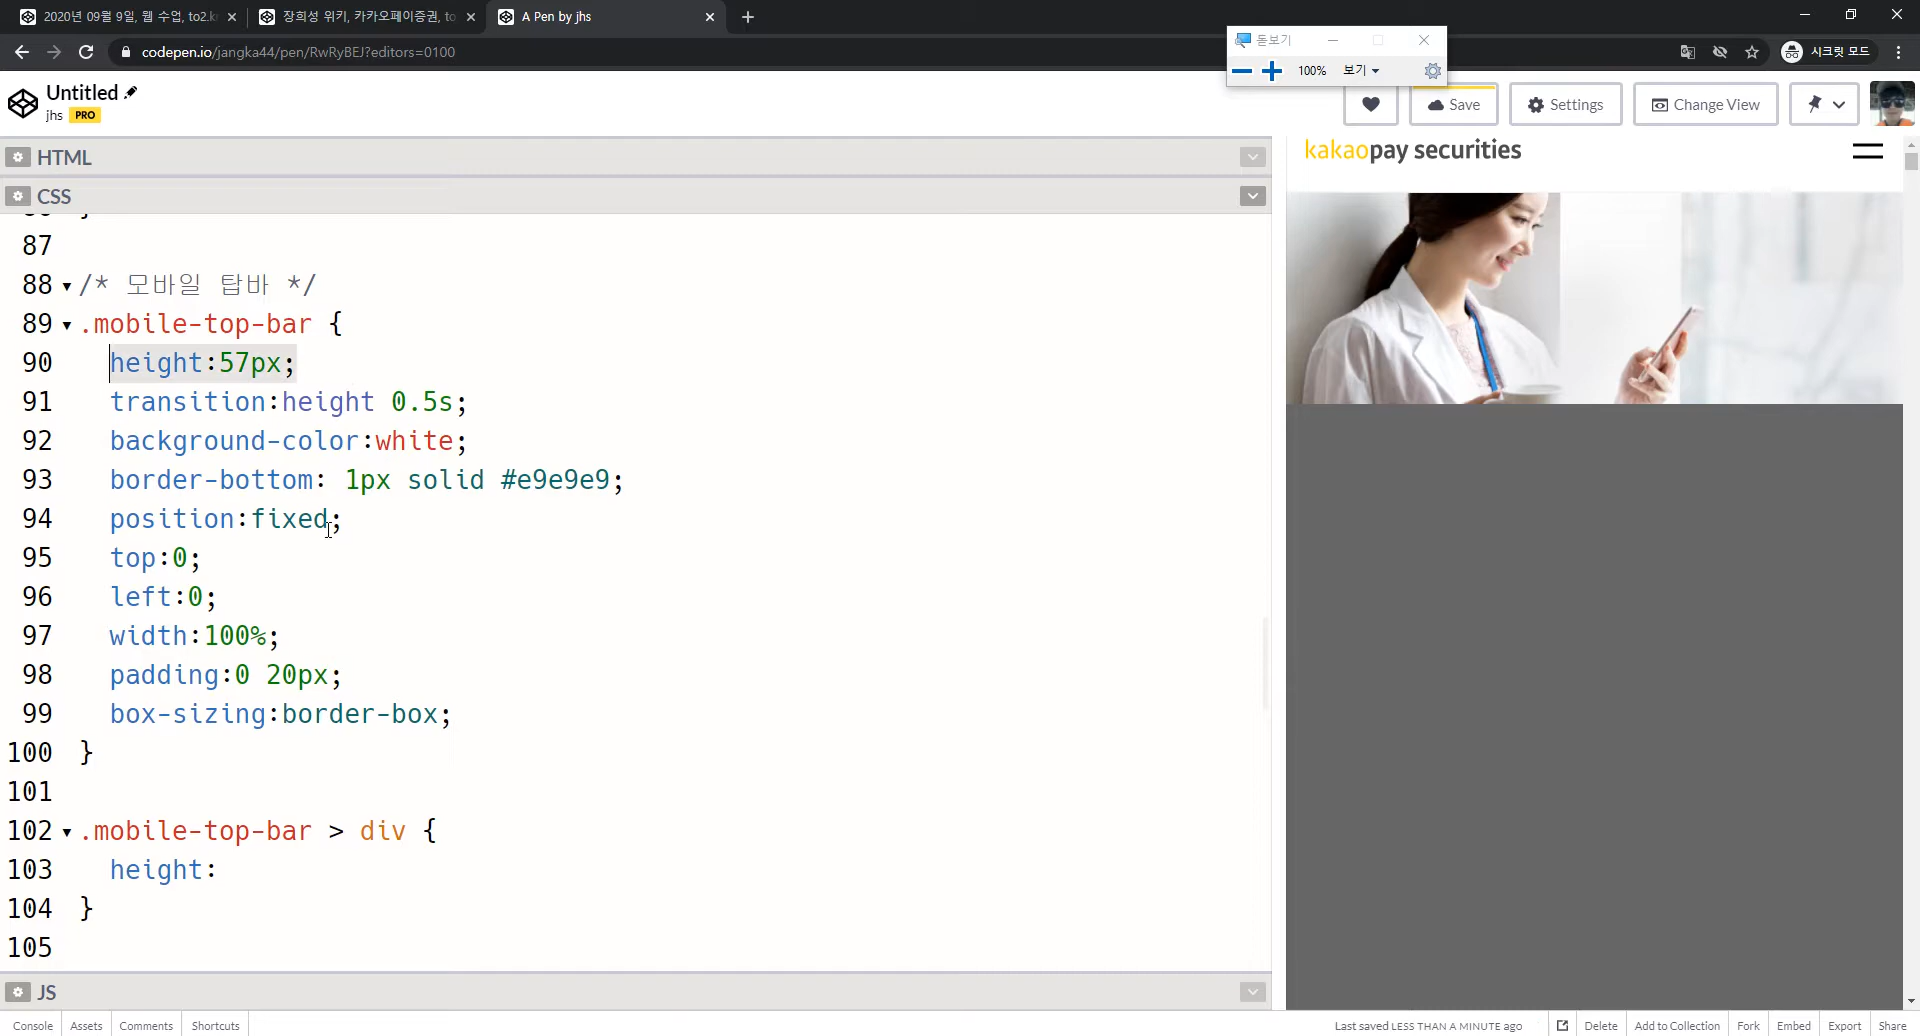 2020년 09월 9일, 웹 수업, to2.kr
장희성 위키, 카카오페이증권, to
A Pen by jhs
codepen.io/jangka44/pen/RwRyBEJ?editors=0100
시크릿 모드
돋보기
100% 보기
Untitled
jhs PRO
Save
Settings
Change View
HTML
CSS
87
88 /* 모바일 탑바 */
89 .mobile-top-bar {
90 height:57px;
91 transition:height 0.5s;
92 background-color:white;
93 border-bottom: 1px solid #e9e9e9;
94 position:fixed;
95 top:0;
96 left:0;
97 width:100%;
98 padding:0 20px;
99 box-sizing:border-box;
100 }
101
102 .mobile-top-bar > div {
103 height:
104 }
105
JS
kakaopay securities
Console Assets Comments Shortcuts
Last saved LESS THAN A MINUTE ago Delete Add to Collection Fork Embed Export Share